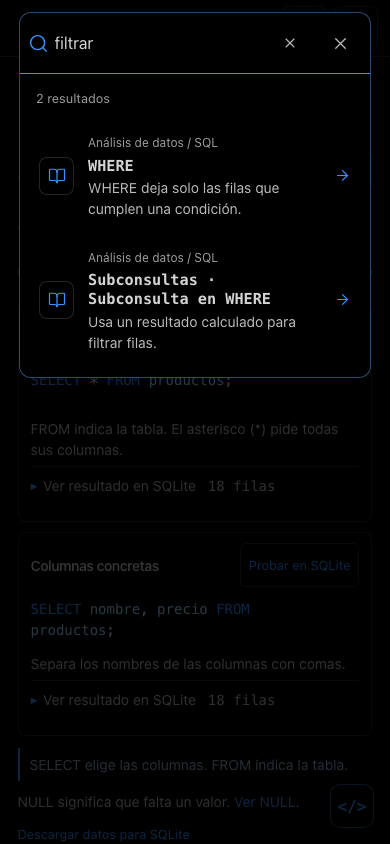 filtrar
2 resultados
Análisis de datos / SQL
WHERE
WHERE deja solo las filas que
cumplen una condición.
Análisis de datos / SQL
Subconsultas ·
Subconsulta en WHERE
Usa un resultado calculado para
filtrar filas.
SELECT * FROM productos;
FROM indica la tabla. El asterisco (*) pide todas
sus columnas.
▸ Ver resultado en SQLite 18 filas
Columnas concretas
Probar en SQLite
SELECT nombre, precio FROM
productos;
Separa los nombres de las columnas con comas.
▸ Ver resultado en SQLite 18 filas
SELECT elige las columnas. FROM indica la tabla.
NULL significa que falta un valor. Ver NULL.
</>
Descargar datos para SQLite